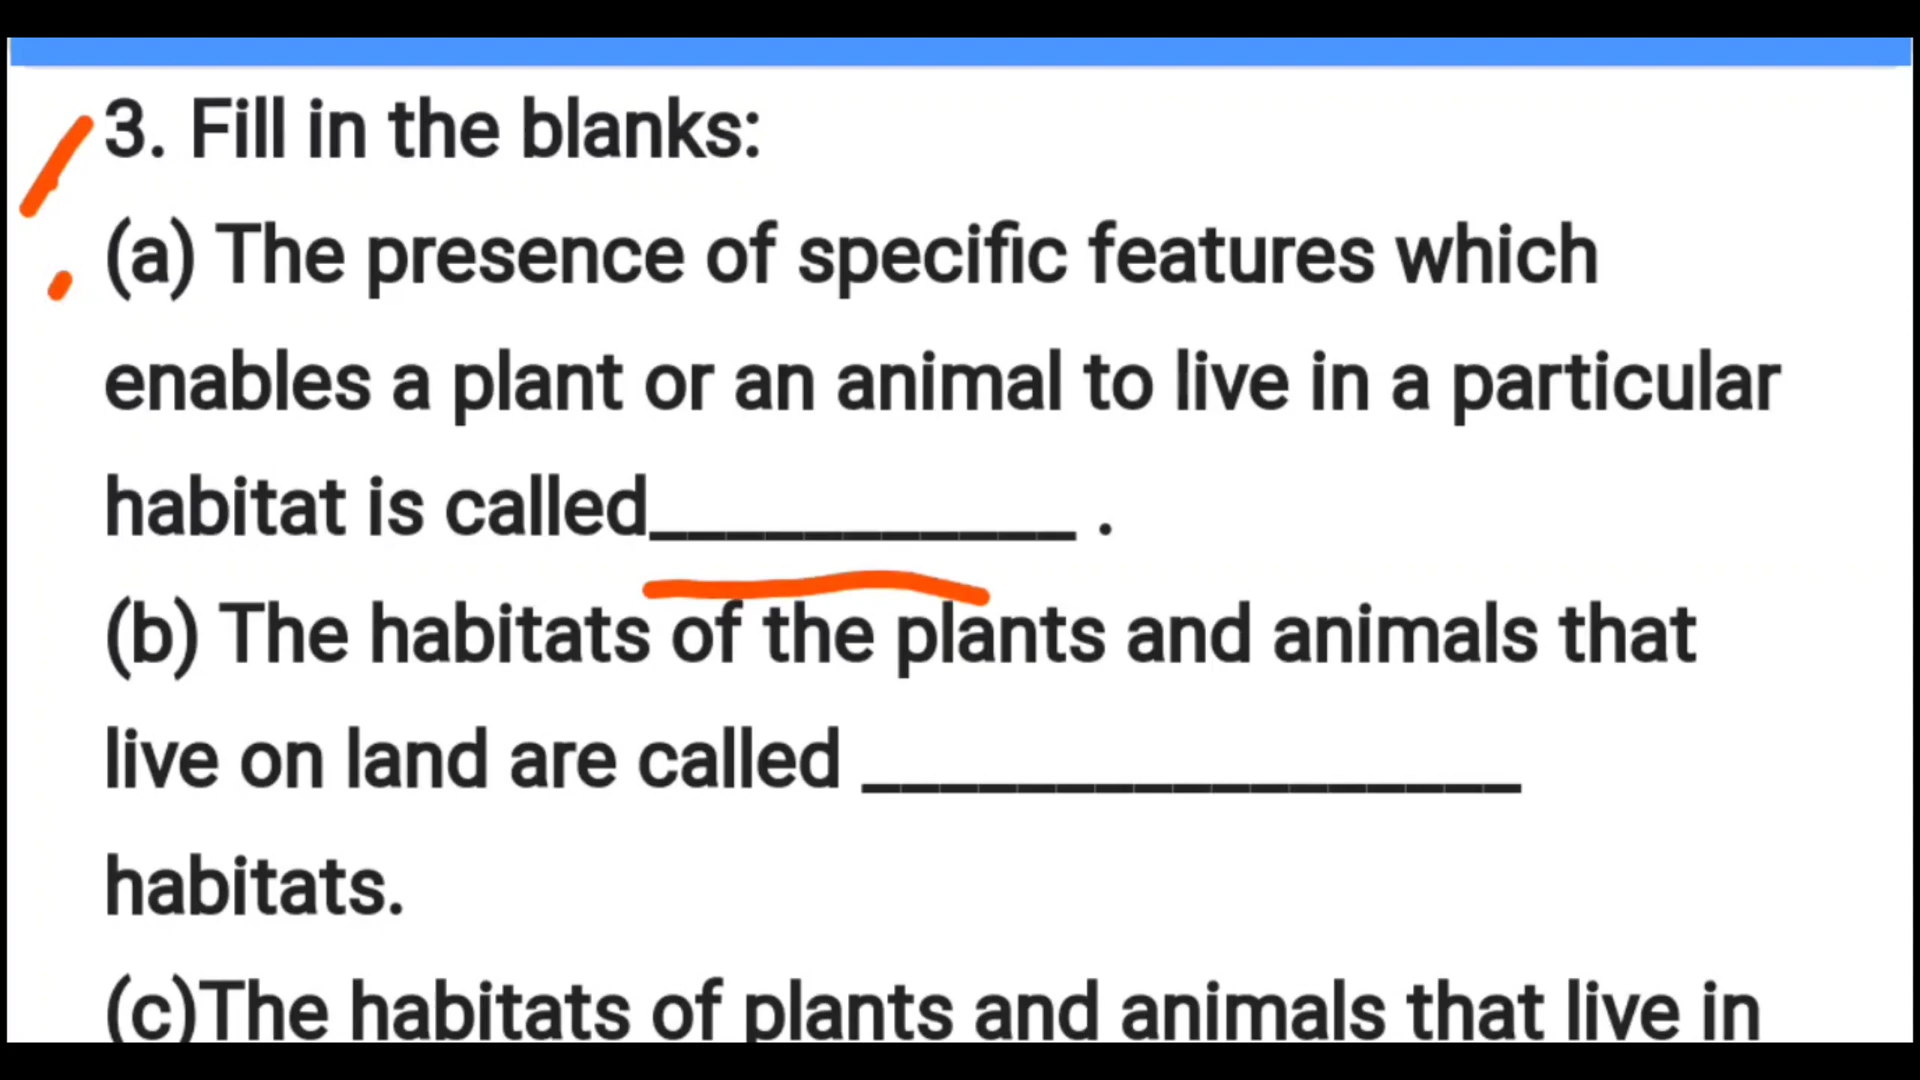 3. Fill in the blanks:
(a) The presence of specific features which
enables a plant or an animal to live in a particular
habitat is called___________ .
(b) The habitats of the plants and animals that
live on land are called _________________
habitats.
(c)The habitats of plants and animals that live in